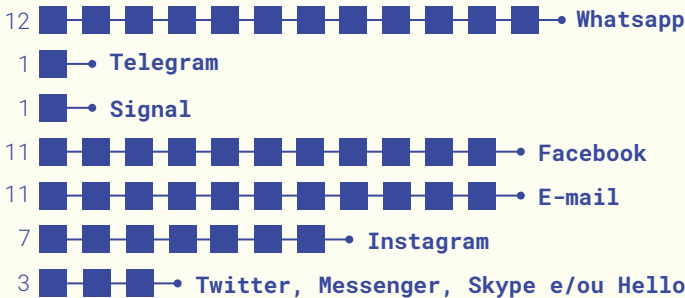 12 Whatsapp
1 Telegram
1 Signal
11 Facebook
11 E-mail
7 Instagram
3 Twitter, Messenger, Skype e/ou Hello